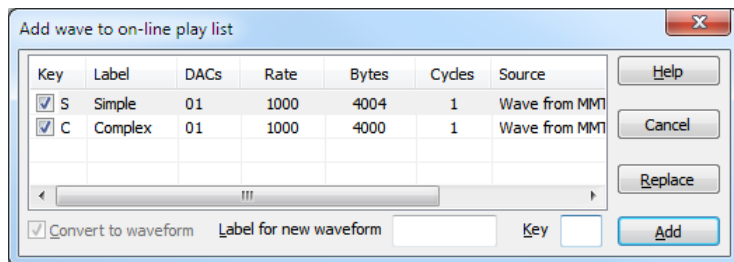 Add wave to on-line play list
Key Label DACs Rate Bytes Cycles Source Help
S Simple 01 1000 4004 1 Wave from MMT
C Complex 01 1000 4000 1 Wave from MMT Cancel
Replace
Convert to waveform Label for new waveform Key Add